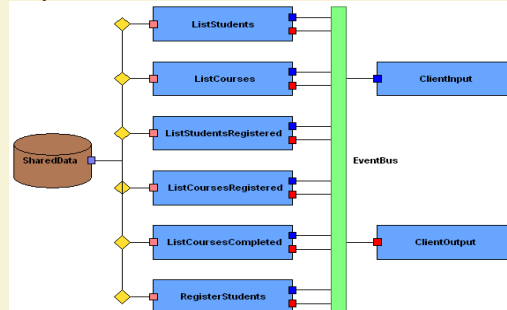 ListStudents
ListCourses
ClientInput
ListStudentsRegistered
SharedData
EventBus
ListCoursesRegistered
ListCoursesCompleted
ClientOutput
RegisterStudents